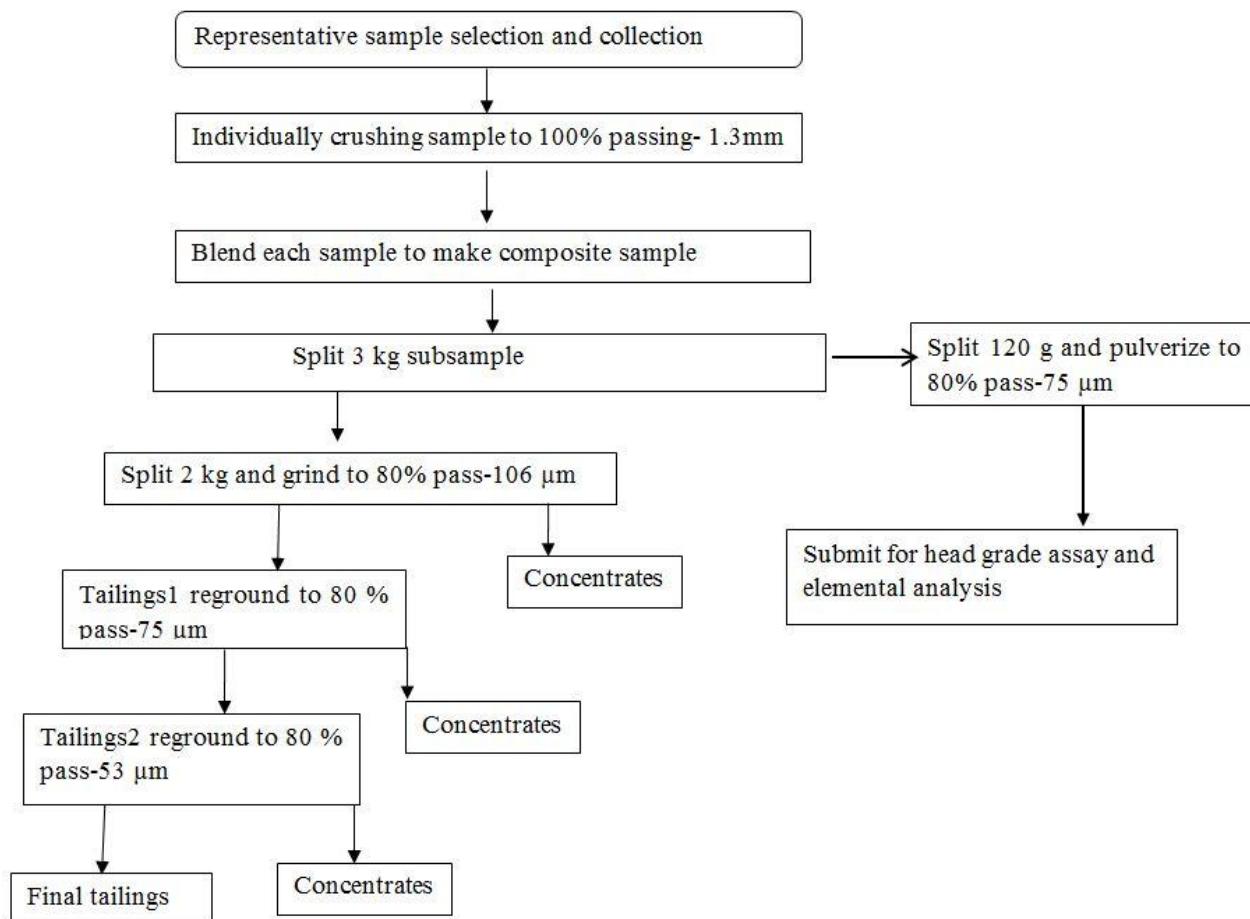 Representative sample selection and collection
Individually crushing sample to 100% passing- 1.3mm
Blend each sample to make composite sample
Split 3 kg subsample
Split 120 g and pulverize to
80% pass-75 µm
Split 2 kg and grind to 80% pass-106 µm
Submit for head grade assay and
elemental analysis
Concentrates
Tailings1 reground to 80 %
pass-75 µm
Concentrates
Tailings2 reground to 80 %
pass-53 µm
Concentrates
Final tailings